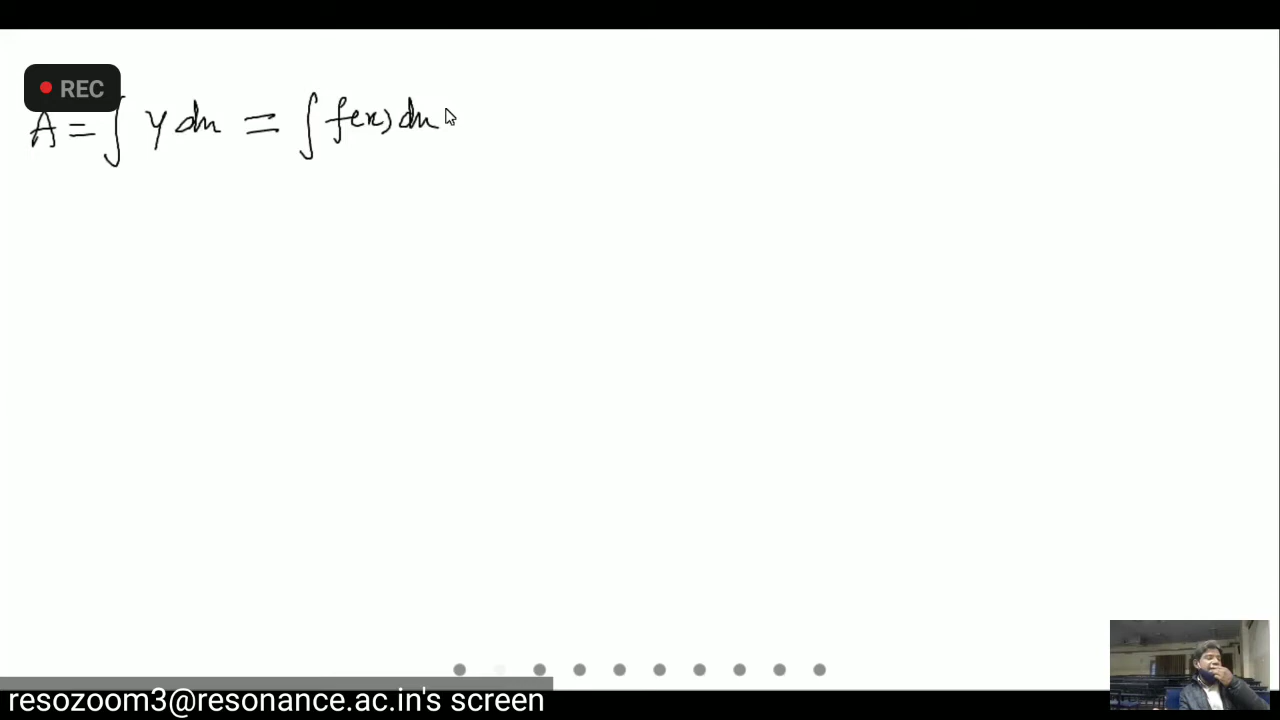 REC
A = ∫ y dx = ∫ f(x) dx
resozoom3@resonance.ac.in's screen